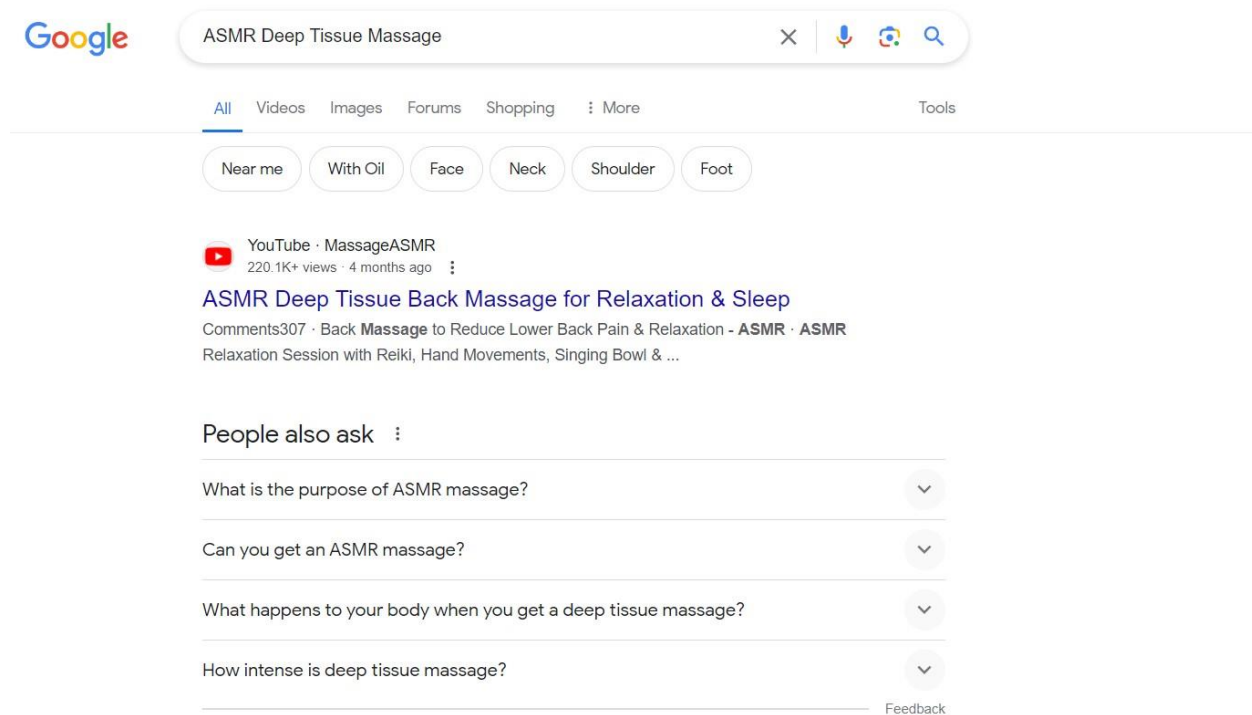 Google
ASMR Deep Tissue Massage
All Videos Images Forums Shopping More Tools
Near me With Oil Face Neck Shoulder Foot
YouTube · MassageASMR
220.1K+ views · 4 months ago
ASMR Deep Tissue Back Massage for Relaxation & Sleep
Comments307 · Back Massage to Reduce Lower Back Pain & Relaxation - ASMR · ASMR
Relaxation Session with Reiki, Hand Movements, Singing Bowl & ...
People also ask
What is the purpose of ASMR massage?
Can you get an ASMR massage?
What happens to your body when you get a deep tissue massage?
How intense is deep tissue massage?
Feedback